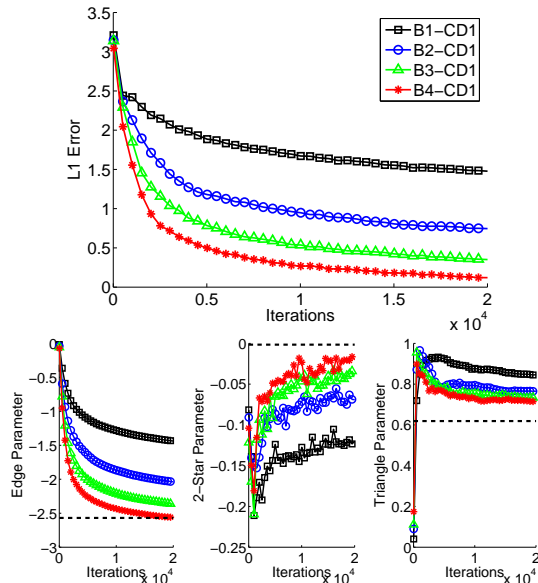 3.5
3
2.5
2
1.5
1
0.5
0
L1 Error
B1−CD1
B2−CD1
B3−CD1
B4−CD1
0 0.5 1 1.5 2
Iterations
x 10^4
0
−0.5
−1
−1.5
−2
−2.5
−3
Edge Parameter
0 1 2
Iterations
x 10^4
0
−0.05
−0.1
−0.15
−0.2
−0.25
2−Star Parameter
0 1 2
Iterations
x 10^4
1
0.8
0.6
0.4
0.2
0
Triangle Parameter
0 1 2
Iterations
x 10^4